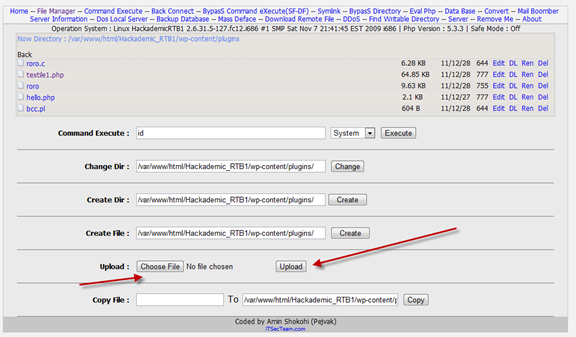 Home -- File Manager -- Command Execute -- Back Connect -- BypasS Command eXecute(SF-DF) -- Symlink -- BypasS Directory -- Eval Php -- Data Base -- Convert -- Mail Boomber
Server Information -- Dos Local Server -- Backup Database -- Mass Deface -- Download Remote File -- DDoS -- Find Writable Directory -- Server -- Remove Me -- About
Operation System : Linux HackademicRTB1 2.6.31.5-127.fc12.i686 #1 SMP Sat Nov 7 21:41:45 EST 2009 i686 | Php Version : 5.3.3 | Safe Mode : Off
Now Directory : /var/www/html/Hackademic_RTB1/wp-content/plugins
Back
roro.c 6.28 KB 11/12/28 644 Edit DL Ren Del
textile1.php 64.85 KB 11/12/28 777 Edit DL Ren Del
roro 9.63 KB 11/12/28 755 Edit DL Ren Del
hello.php 2.1 KB 11/12/27 777 Edit DL Ren Del
bcc.pl 604 B 11/12/28 644 Edit DL Ren Del
Command Execute : id System Execute
Change Dir : /var/www/html/Hackademic_RTB1/wp-content/plugins/ Change
Create Dir : /var/www/html/Hackademic_RTB1/wp-content/plugins/ Create
Create File : /var/www/html/Hackademic_RTB1/wp-content/plugins/ Create
Upload : Choose File No file chosen Upload
Copy File : To /var/www/html/Hackademic_RTB1/wp-content/p Copy
Coded by Amin Shokohi (Pejvak)
iTSecTeam.com